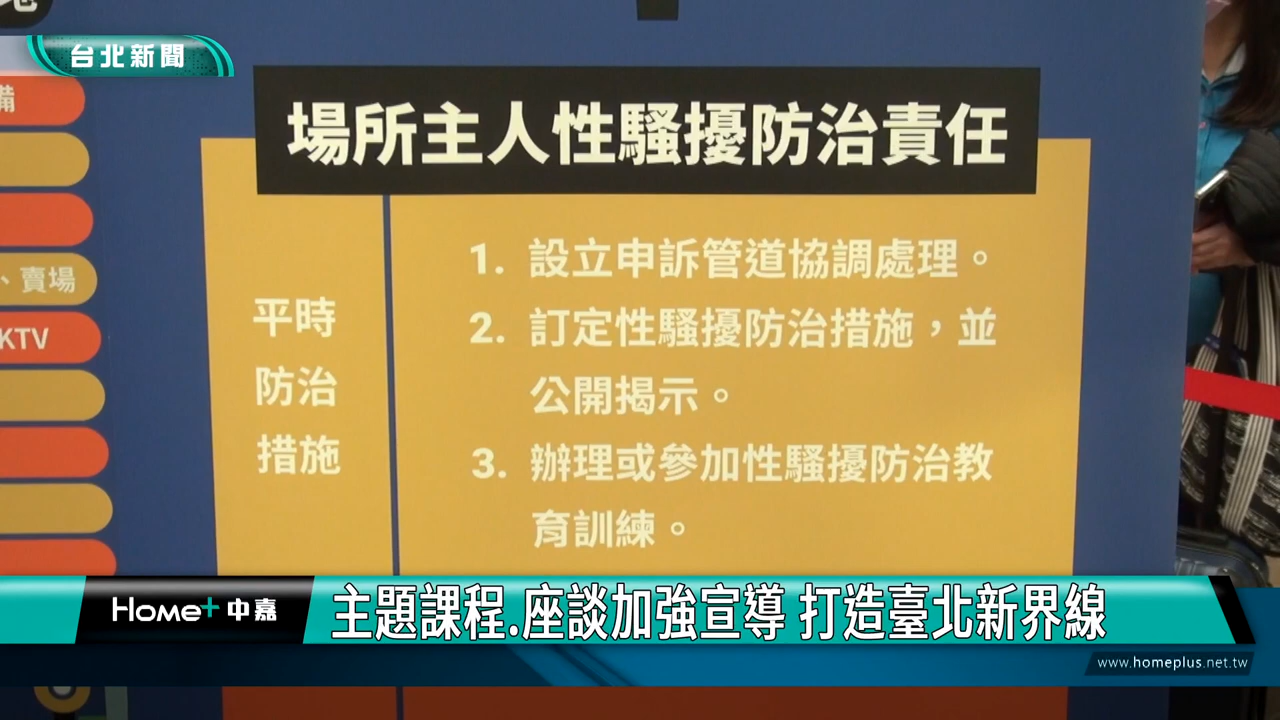 台北新聞
備
、賣場
KTV
場所主人性騷擾防治責任
平時
防治
措施
1. 設立申訴管道協調處理。
2. 訂定性騷擾防治措施，並
公開揭示。
3. 辦理或參加性騷擾防治教
育訓練。
Home+ 中嘉
主題課程.座談加強宣導 打造臺北新界線
www.homeplus.net.tw